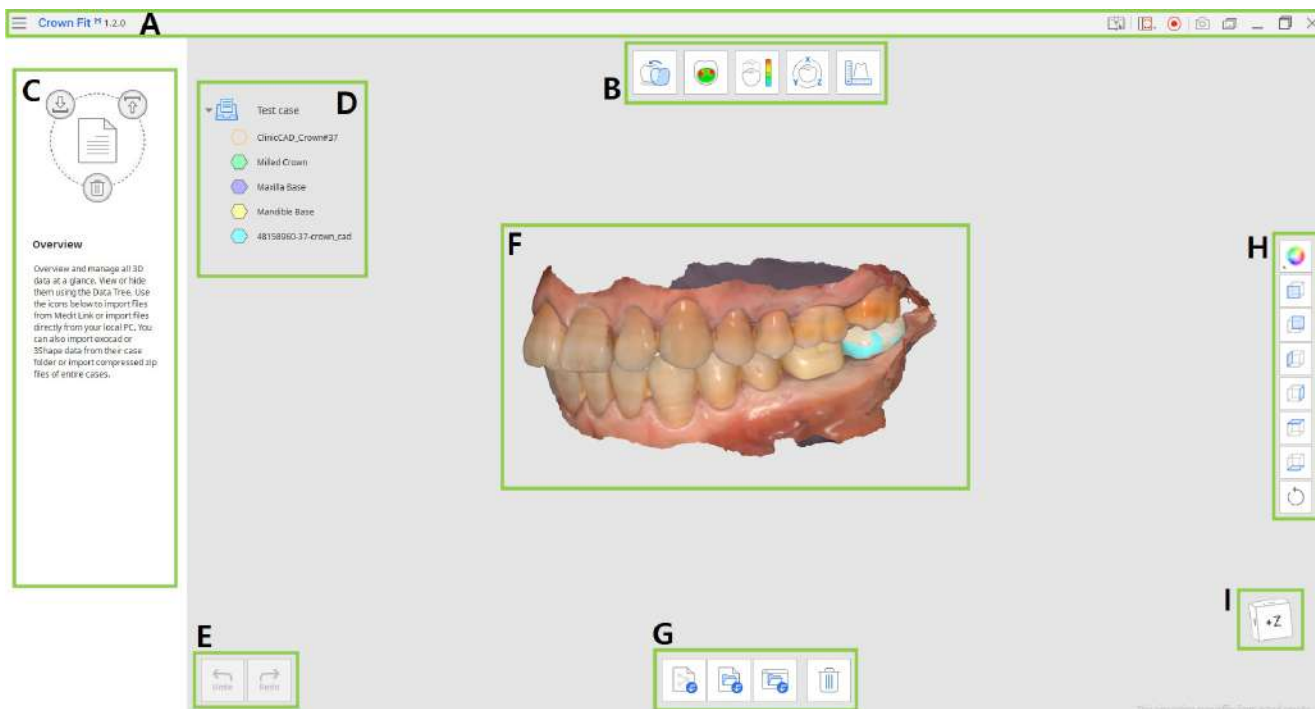 Crown Fit M 1.2.0
A
B
C
D
Test case
ClinicCAD_Crown#37
Milled Crown
Maxilla Base
Mandible Base
48158960-37-crown_cad
X
Y
Z
Overview
Overview and manage all 3D
data at a glance. View or hide
them using the Data Tree. Use
the icons below to import files
from Medit Link or import files
directly from your local PC. You
can also import exocad or
3Shape data from their case
folder or import compressed zip
files of entire cases.
F
H
I
+Z
E
Undo
Redo
G